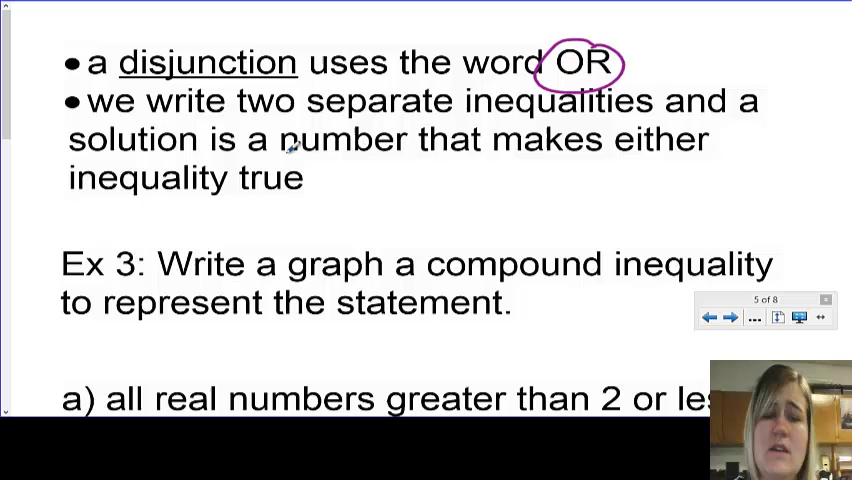 • a disjunction uses the word OR
• we write two separate inequalities and a
solution is a number that makes either
inequality true
Ex 3: Write a graph a compound inequality
to represent the statement.
5 of 8
a) all real numbers greater than 2 or